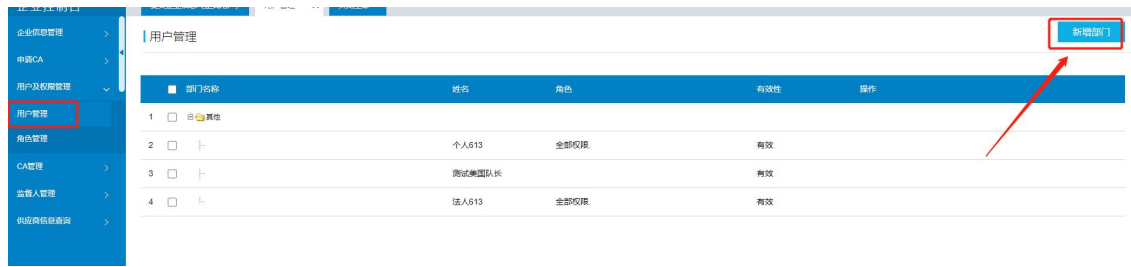 企业控制台
用户管理
企业信息管理
申请CA
用户及权限管理
用户管理
角色管理
CA管理
监督人管理
供应商信息查询
用户管理
新增部门
部门名称 姓名 角色 有效性 操作
1 其他
2 个人613 全部权限. 有效
3 测试美国队长 有效
4 法人613 全部权限. 有效